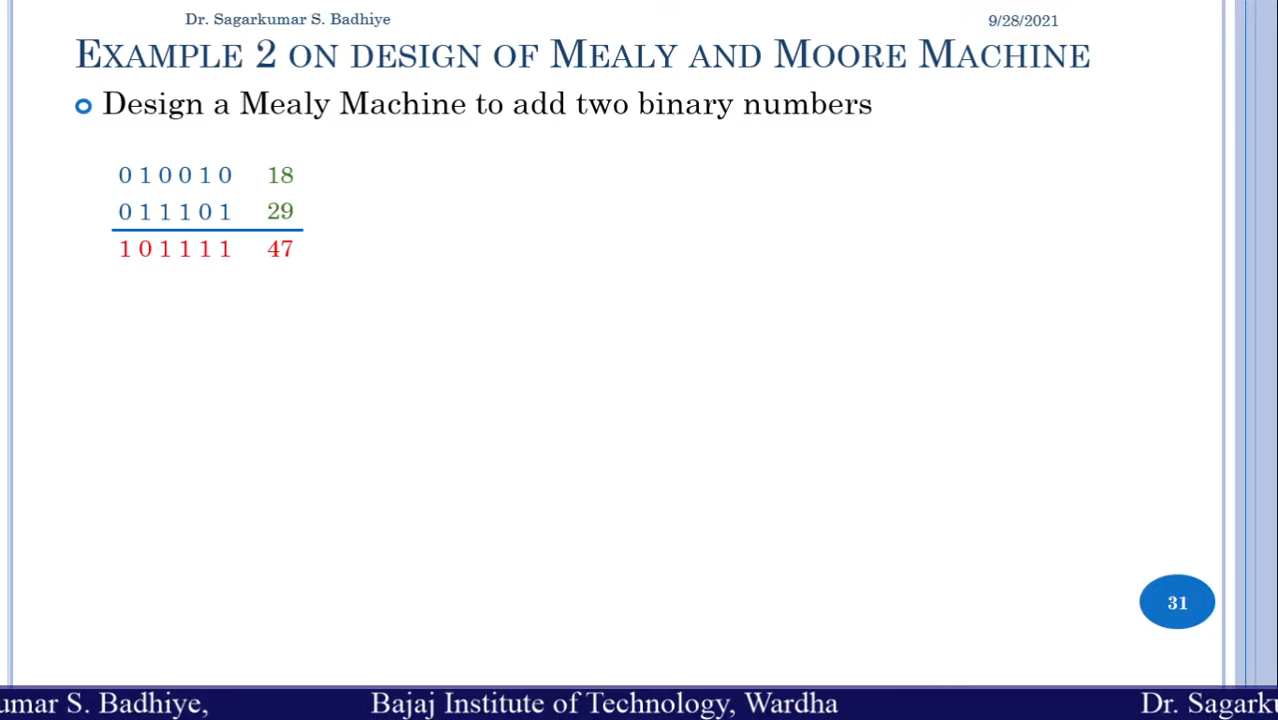 Dr. Sagarkumar S. Badhiye 9/28/2021
EXAMPLE 2 ON DESIGN OF MEALY AND MOORE MACHINE
Design a Mealy Machine to add two binary numbers
0 1 0 0 1 0 18
0 1 1 1 0 1 29
1 0 1 1 1 1 47
31
umar S. Badhiye, Bajaj Institute of Technology, Wardha Dr. Sagarku